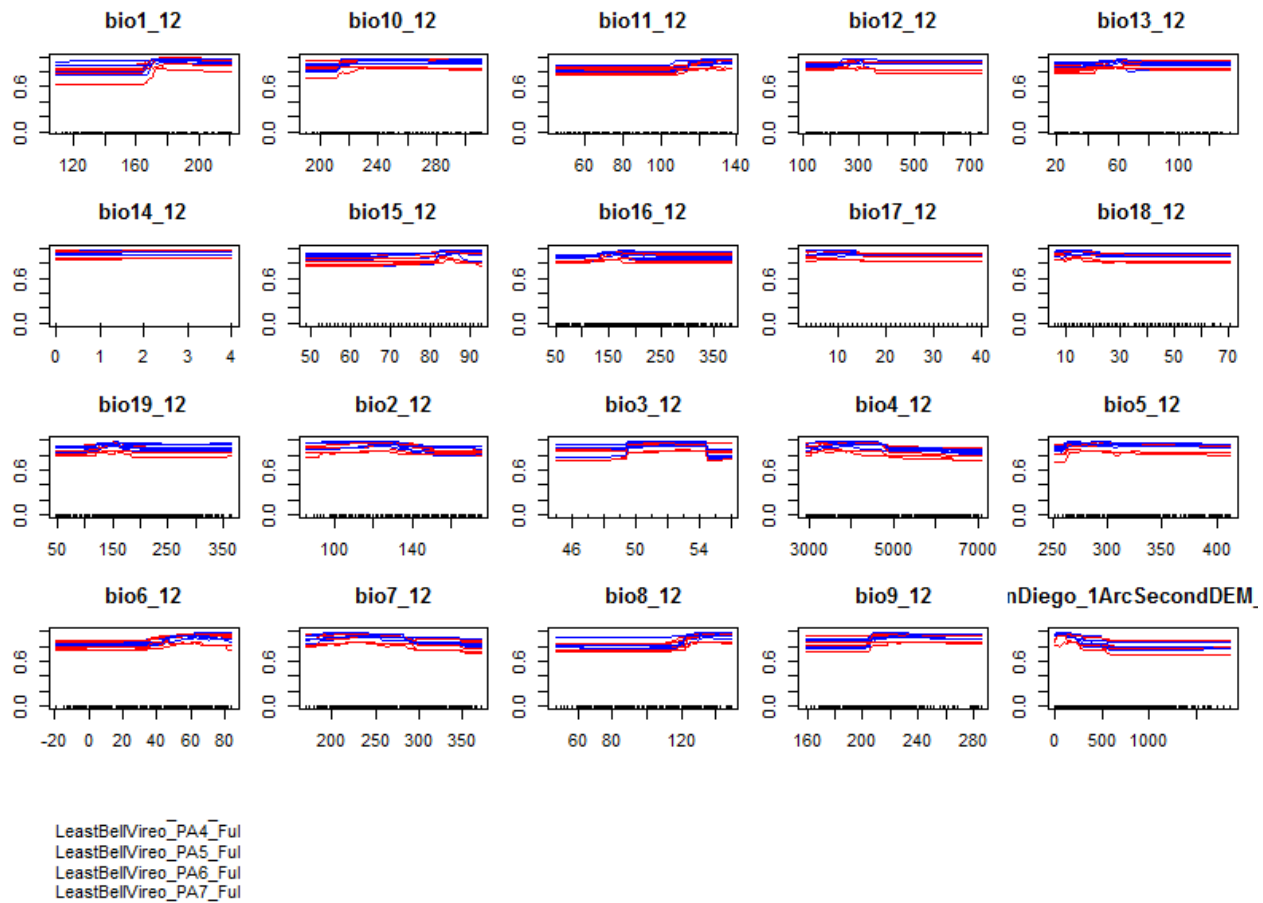 bio1_12 bio10_12 bio11_12 bio12_12 bio13_12
0.0 0.6 0.0 0.6 0.0 0.6 0.0 0.6 0.0 0.6
120 160 200 200 240 280 60 80 100 140 100 300 500 700 20 60 100
bio14_12 bio15_12 bio16_12 bio17_12 bio18_12
0.0 0.6 0.0 0.6 0.0 0.6 0.0 0.6 0.0 0.6
0 1 2 3 4 50 60 70 80 90 50 150 250 350 10 20 30 40 10 30 50 70
bio19_12 bio2_12 bio3_12 bio4_12 bio5_12
0.0 0.6 0.0 0.6 0.0 0.6 0.0 0.6 0.0 0.6
50 150 250 350 100 140 46 50 54 3000 5000 7000 250 300 350 400
bio6_12 bio7_12 bio8_12 bio9_12 nDiego_1ArcSecondDEM_
0.0 0.6 0.0 0.6 0.0 0.6 0.0 0.6 0.0 0.6
-20 0 20 40 60 80 200 250 300 350 60 80 120 160 200 240 280 0 500 1000
LeastBellVireo_PA4_Ful
LeastBellVireo_PA5_Ful
LeastBellVireo_PA6_Ful
LeastBellVireo_PA7_Ful